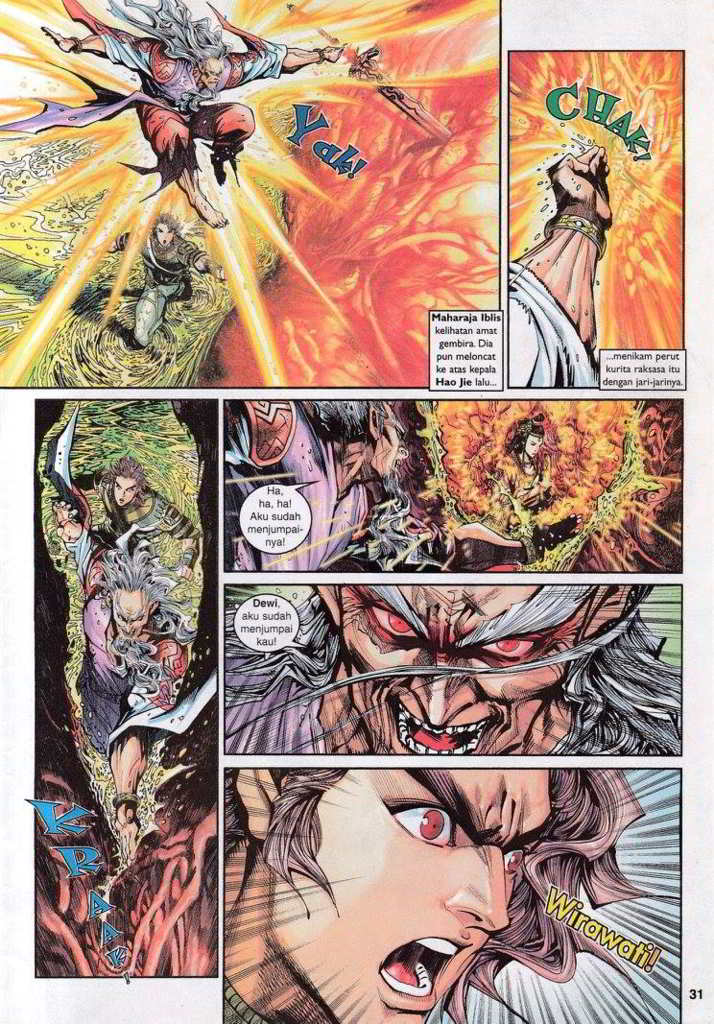 Yak!
CHAK!
Maharaja Iblis
kelihatan amat
gembira. Dia
pun meloncat
ke atas kepala
Hao Jie lalu...
...menikam perut
kurita raksasa itu
dengan jari-jarinya.
KRAAK!
Ha,
ha, ha!
Aku sudah
menjumpai-
nya!
Dewi,
aku sudah
menjumpai
kau!
Wirawati!
31